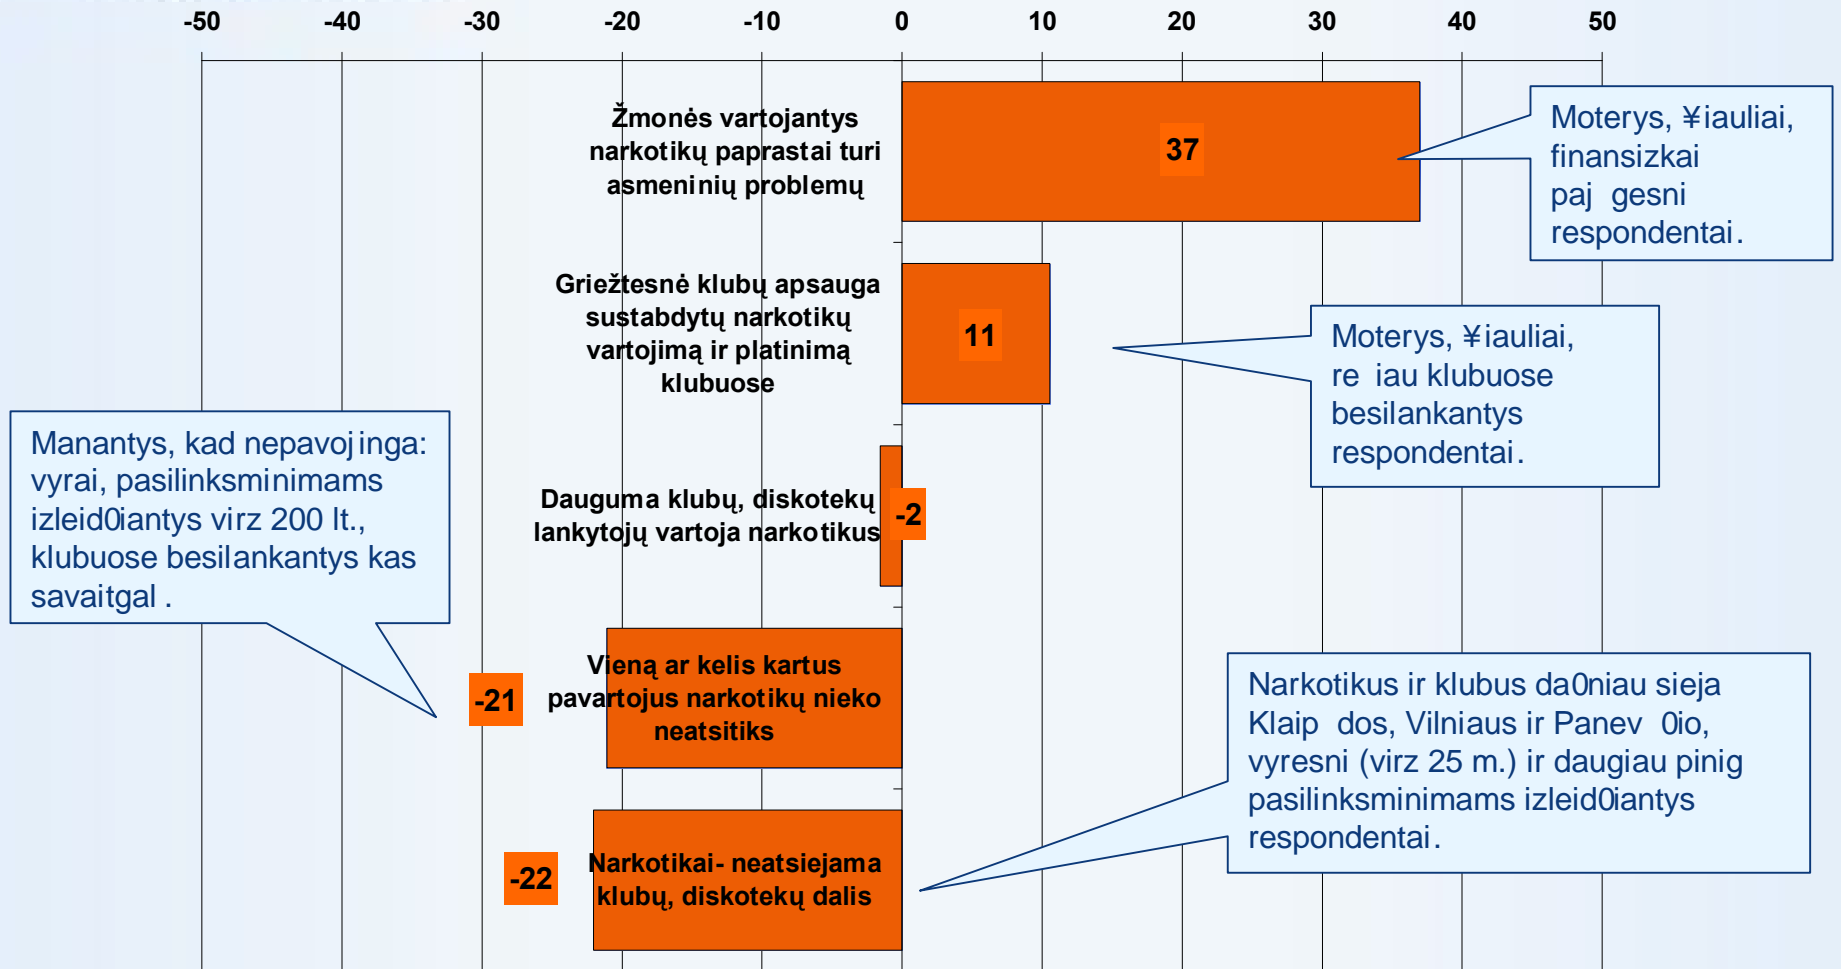 -50 -40 -30 -20 -10 0 10 20 30 40 50
Žmonės vartojantys
narkotikų paprastai turi
asmeninių problemų
37
Moterys, ¥iauliai,
finansizkai
paj gesni
respondentai.
Griežtesnė klubų apsauga
sustabdytų narkotikų
vartojimą ir platinimą
klubuose
11
Moterys, ¥iauliai,
re iau klubuose
besilankantys
respondentai.
Manantys, kad nepavojinga:
vyrai, pasilinksminimams
izleid0iantys virz 200 lt.,
klubuose besilankantys kas
savaitgal .
Dauguma klubų, diskotekų
lankytojų vartoja narkotikus
-2
Vieną ar kelis kartus
pavartojus narkotikų nieko
neatsitiks
-21
Narkotikus ir klubus da0niau sieja
Klaip dos, Vilniaus ir Panev 0io,
vyresni (virz 25 m.) ir daugiau pinig
pasilinksminimams izleid0iantys
respondentai.
Narkotikai- neatsiejama
klubų, diskotekų dalis
-22